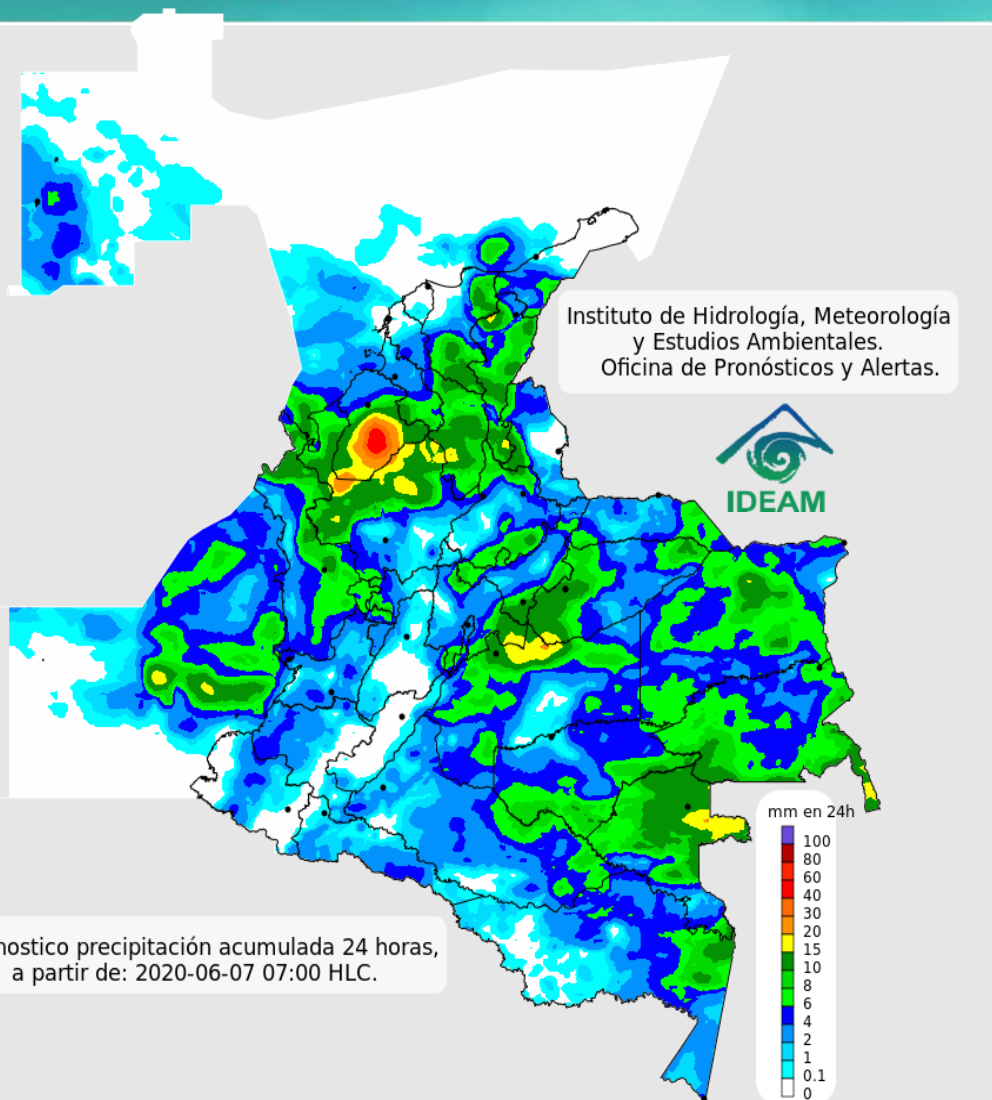 Instituto de Hidrología, Meteorología
y Estudios Ambientales.
Oficina de Pronósticos y Alertas.
IDEAM
mm en 24h
100
80
60
40
30
20
15
10
8
6
4
2
1
0.1
0
nostico precipitación acumulada 24 horas,
a partir de: 2020-06-07 07:00 HLC.